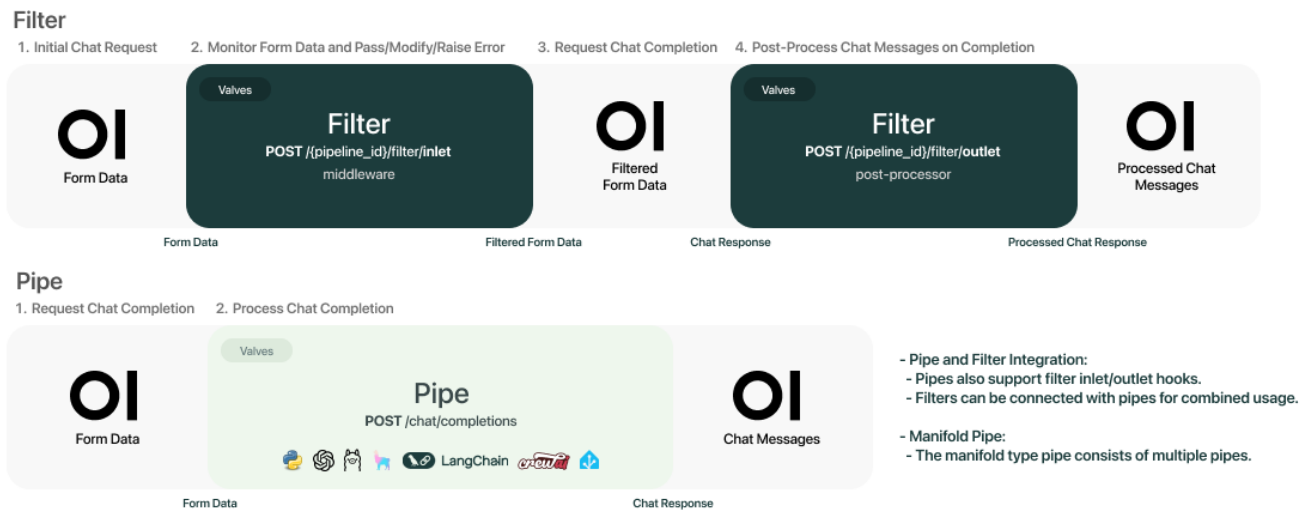 Filter
1. Initial Chat Request
2. Monitor Form Data and Pass/Modify/Raise Error
3. Request Chat Completion
4. Post-Process Chat Messages on Completion
OI
Form Data
Valves
Filter
POST /{pipeline_id}/filter/inlet
middleware
OI
Filtered
Form Data
Valves
Filter
POST /{pipeline_id}/filter/outlet
post-processor
OI
Processed Chat
Messages
Form Data
Filtered Form Data
Chat Response
Processed Chat Response
Pipe
1. Request Chat Completion
2. Process Chat Completion
OI
Form Data
Valves
Pipe
POST /chat/completions
LangChain
crewai
OI
Chat Messages
Form Data
Chat Response
- Pipe and Filter Integration:
- Pipes also support filter inlet/outlet hooks.
- Filters can be connected with pipes for combined usage.
- Manifold Pipe:
- The manifold type pipe consists of multiple pipes.